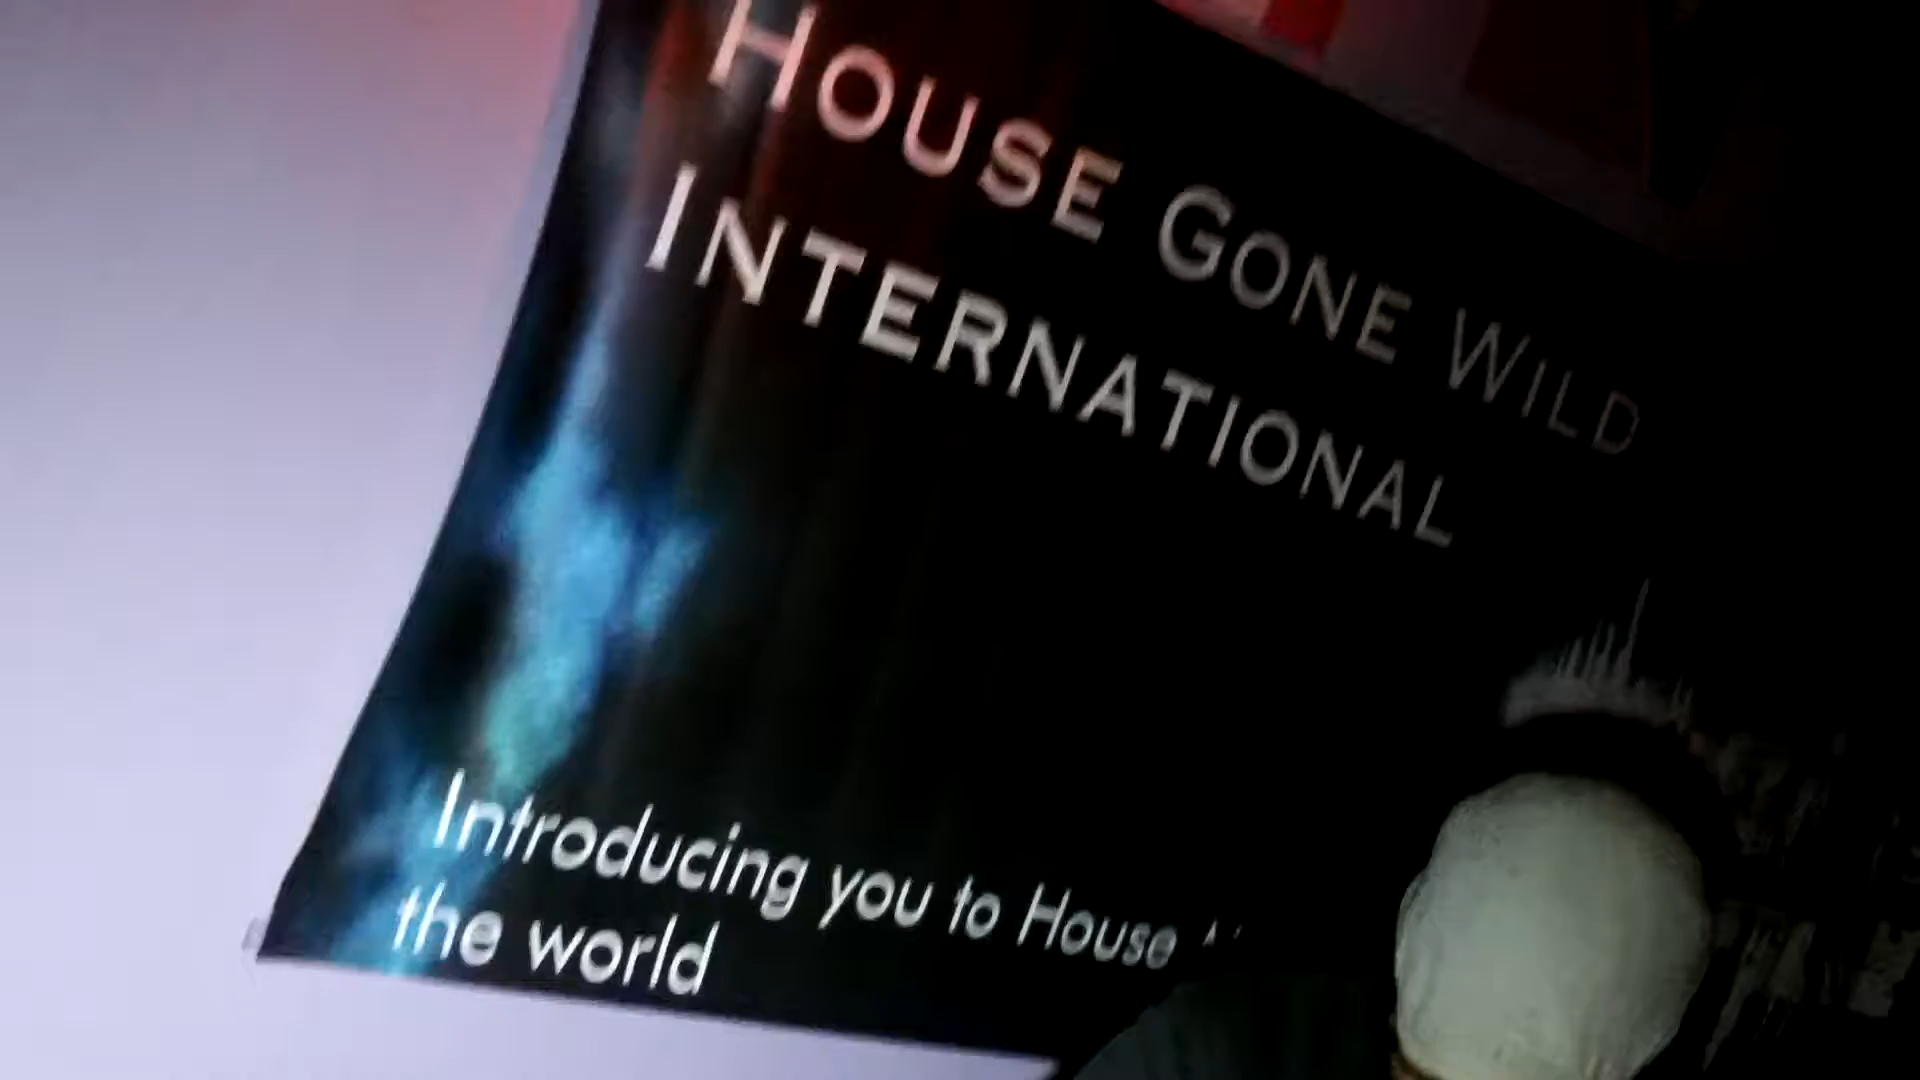 House Gone Wild
International
Introducing you to House
the world